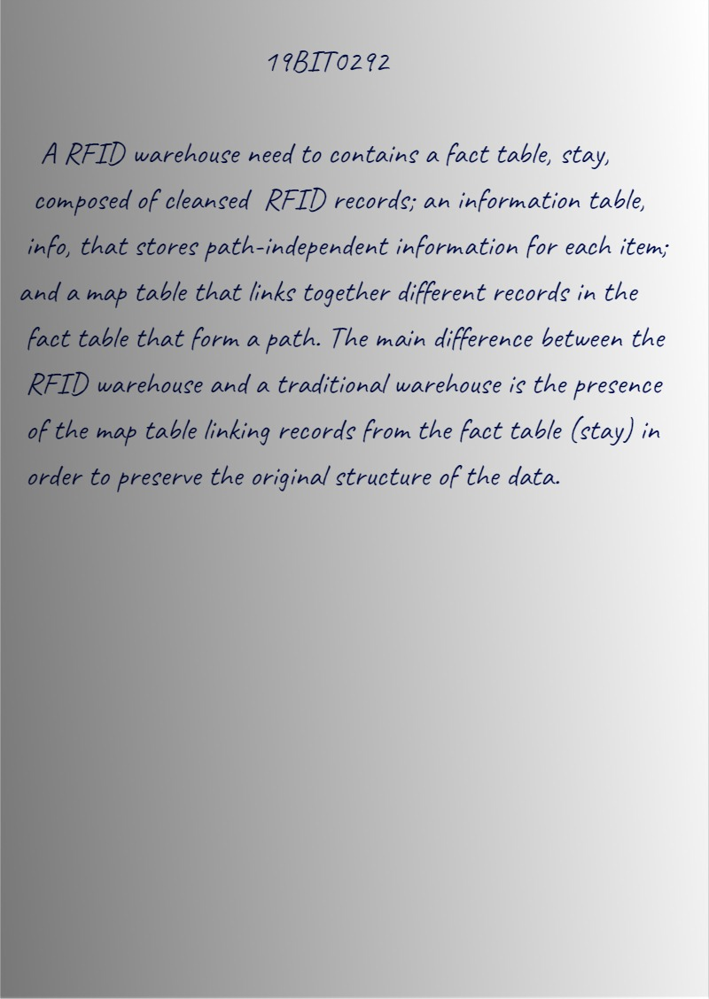 19BIT0292
A RFID warehouse need to contains a fact table, stay,
composed of cleansed RFID records; an information table,
info, that stores path-independent information for each item;
and a map table that links together different records in the
fact table that form a path. The main difference between the
RFID warehouse and a traditional warehouse is the presence
of the map table linking records from the fact table (stay) in
order to preserve the original structure of the data.